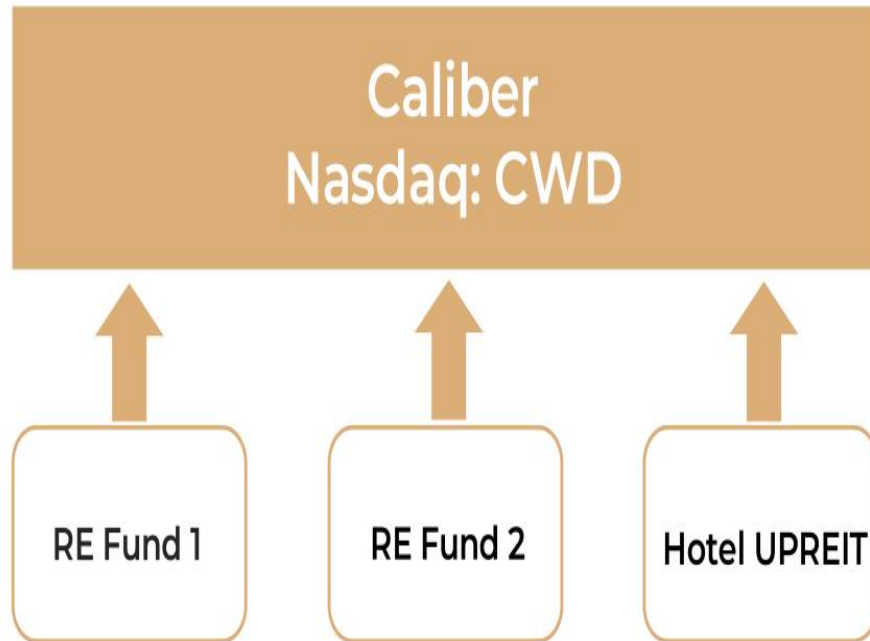 Caliber
Nasdaq: CWD
RE Fund 1
RE Fund 2
Hotel UPREIT